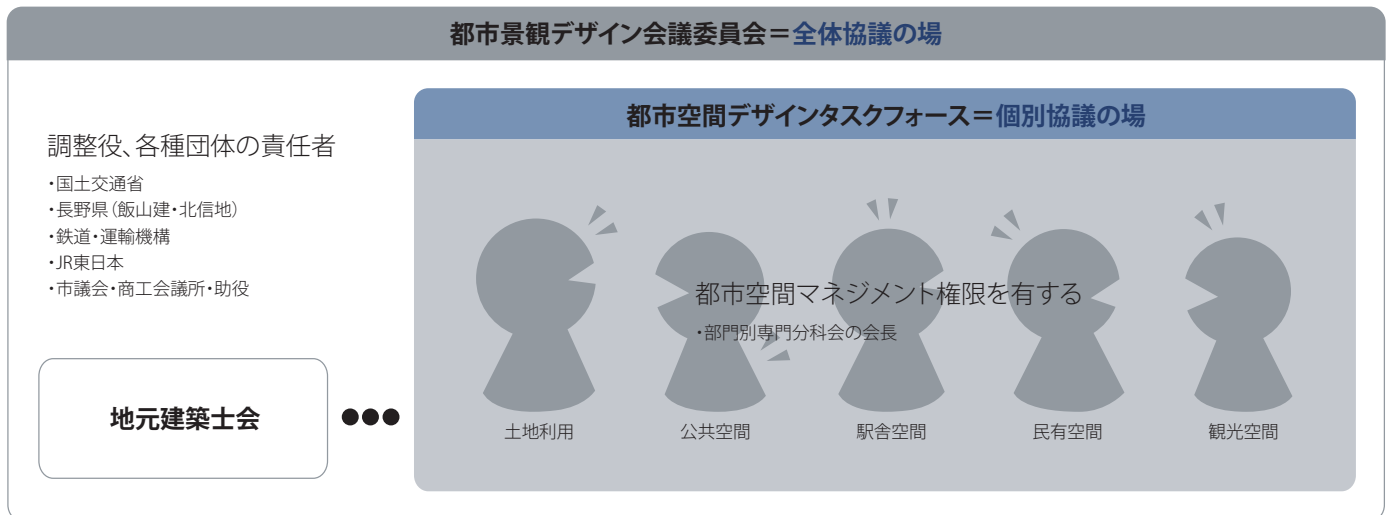 都市景観デザイン会議委員会＝全体協議の場
調整役、各種団体の責任者
・国土交通省
・長野県（飯山建・北信地）
・鉄道・運輸機構
・JR東日本
・市議会・商工会議所・助役
地元建築士会
都市空間デザインタスクフォース＝個別協議の場
都市空間マネジメント権限を有する
・部門別専門分科会の会長
土地利用
公共空間
駅舎空間
民有空間
観光空間